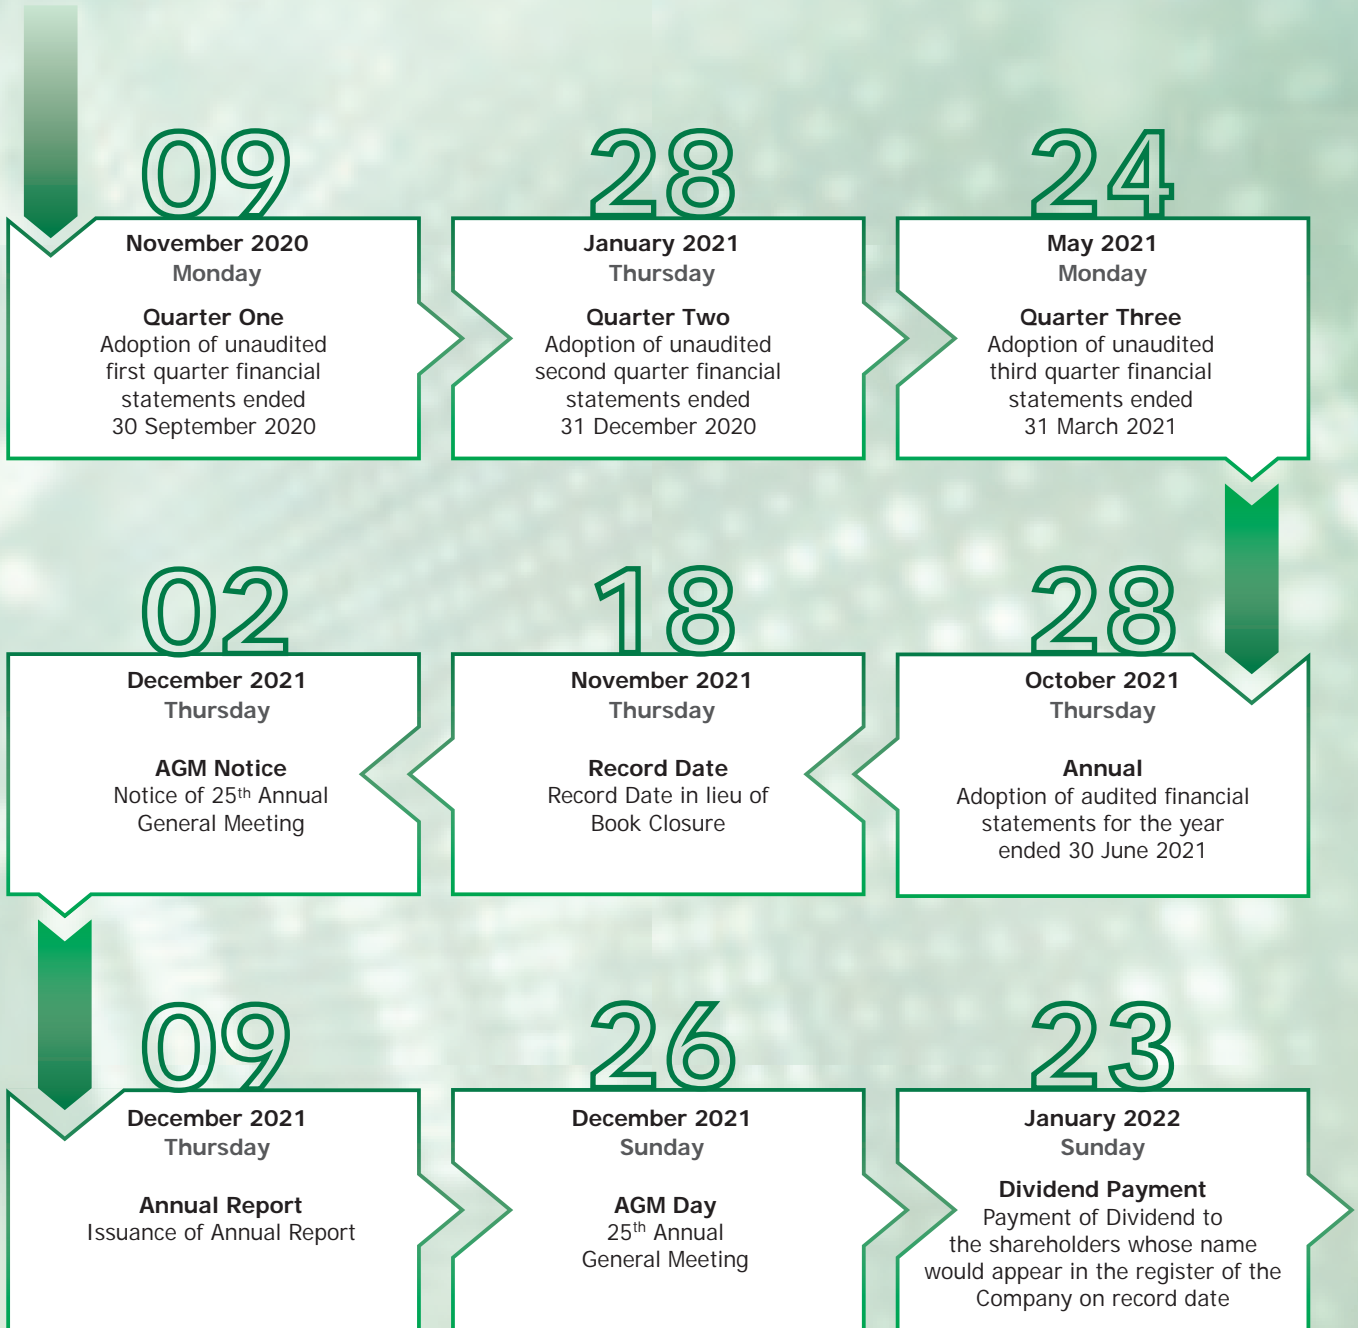 09
November 2020
Monday
Quarter One
Adoption of unaudited
first quarter financial
statements ended
30 September 2020
28
January 2021
Thursday
Quarter Two
Adoption of unaudited
second quarter financial
statements ended
31 December 2020
24
May 2021
Monday
Quarter Three
Adoption of unaudited
third quarter financial
statements ended
31 March 2021
28
October 2021
Thursday
Annual
Adoption of audited financial
statements for the year
ended 30 June 2021
18
November 2021
Thursday
Record Date
Record Date in lieu of
Book Closure
02
December 2021
Thursday
AGM Notice
Notice of 25th Annual
General Meeting
09
December 2021
Thursday
Annual Report
Issuance of Annual Report
26
December 2021
Sunday
AGM Day
25th Annual
General Meeting
23
January 2022
Sunday
Dividend Payment
Payment of Dividend to
the shareholders whose name
would appear in the register of the
Company on record date